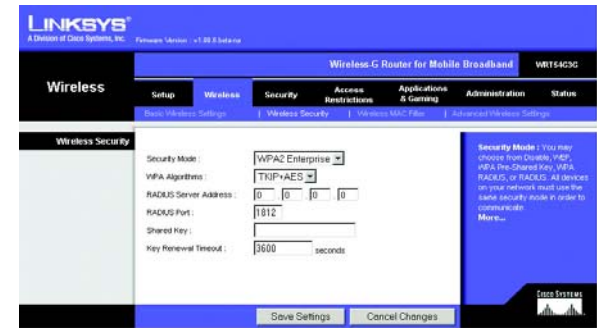 LINKSYS®
A Division of Cisco Systems, Inc.
Firmware Version :
Wireless-G Router for Mobile Broadband WRT54G3G
Wireless
Setup Wireless Security Access Restrictions Applications & Gaming Administration Status
Basic Wireless Settings | Wireless Security | Wireless MAC Filter | Advanced Wireless Settings
Wireless Security
Security Mode : WPA2 Enterprise
WPA Algorithms : TKIP+AES
RADIUS Server Address : 0 . 0 . 0 . 0
RADIUS Port : 1812
Shared Key :
Key Renewal Timeout : 3600 seconds
Security Mode : You may
choose from Disable, WEP,
WPA Pre-Shared Key, WPA
RADIUS, or RADIUS. All devices
on your network must use the
same security mode in order to
communicate.
More...
CISCO SYSTEMS
Save Settings Cancel Changes